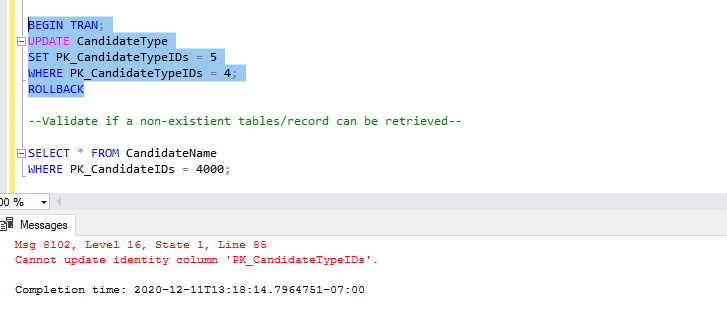 BEGIN TRAN;
UPDATE CandidateType
SET PK_CandidateTypeIDs = 5
WHERE PK_CandidateTypeIDs = 4;
ROLLBACK
--Validate if a non-existient tables/record can be retrieved--
SELECT * FROM CandidateName
WHERE PK_CandidateIDs = 4000;
00 %
Messages
Msg 8102, Level 16, State 1, Line 85
Cannot update identity column 'PK_CandidateTypeIDs'.
Completion time: 2020-12-11T13:18:14.7964751-07:00